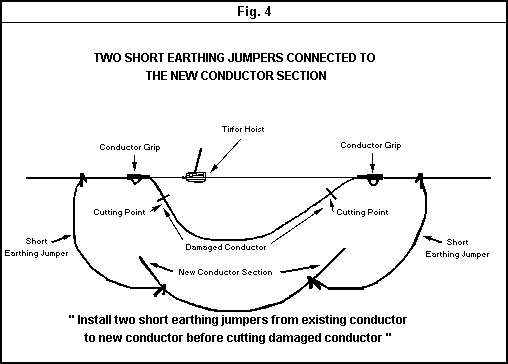 Fig. 4
TWO SHORT EARTHING JUMPERS CONNECTED TO
THE NEW CONDUCTOR SECTION
Tirfor Hoist
Conductor Grip
Conductor Grip
Cutting Point
Cutting Point
Damaged Conductor
Short
Earthing Jumper
Short
Earthing Jumper
New Conductor Section
" Install two short earthing jumpers from existing conductor
to new conductor before cutting damaged conductor "